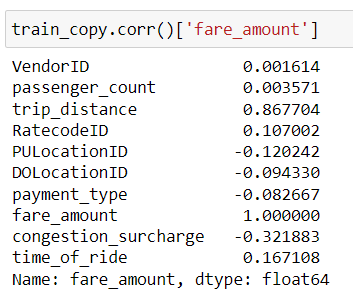 train_copy.corr()['fare_amount']
VendorID 0.001614
passenger_count 0.003571
trip_distance 0.867704
RatecodeID 0.107002
PULocationID -0.120242
DOLocationID -0.094330
payment_type -0.082667
fare_amount 1.000000
congestion_surcharge -0.321883
time_of_ride 0.167108
Name: fare_amount, dtype: float64